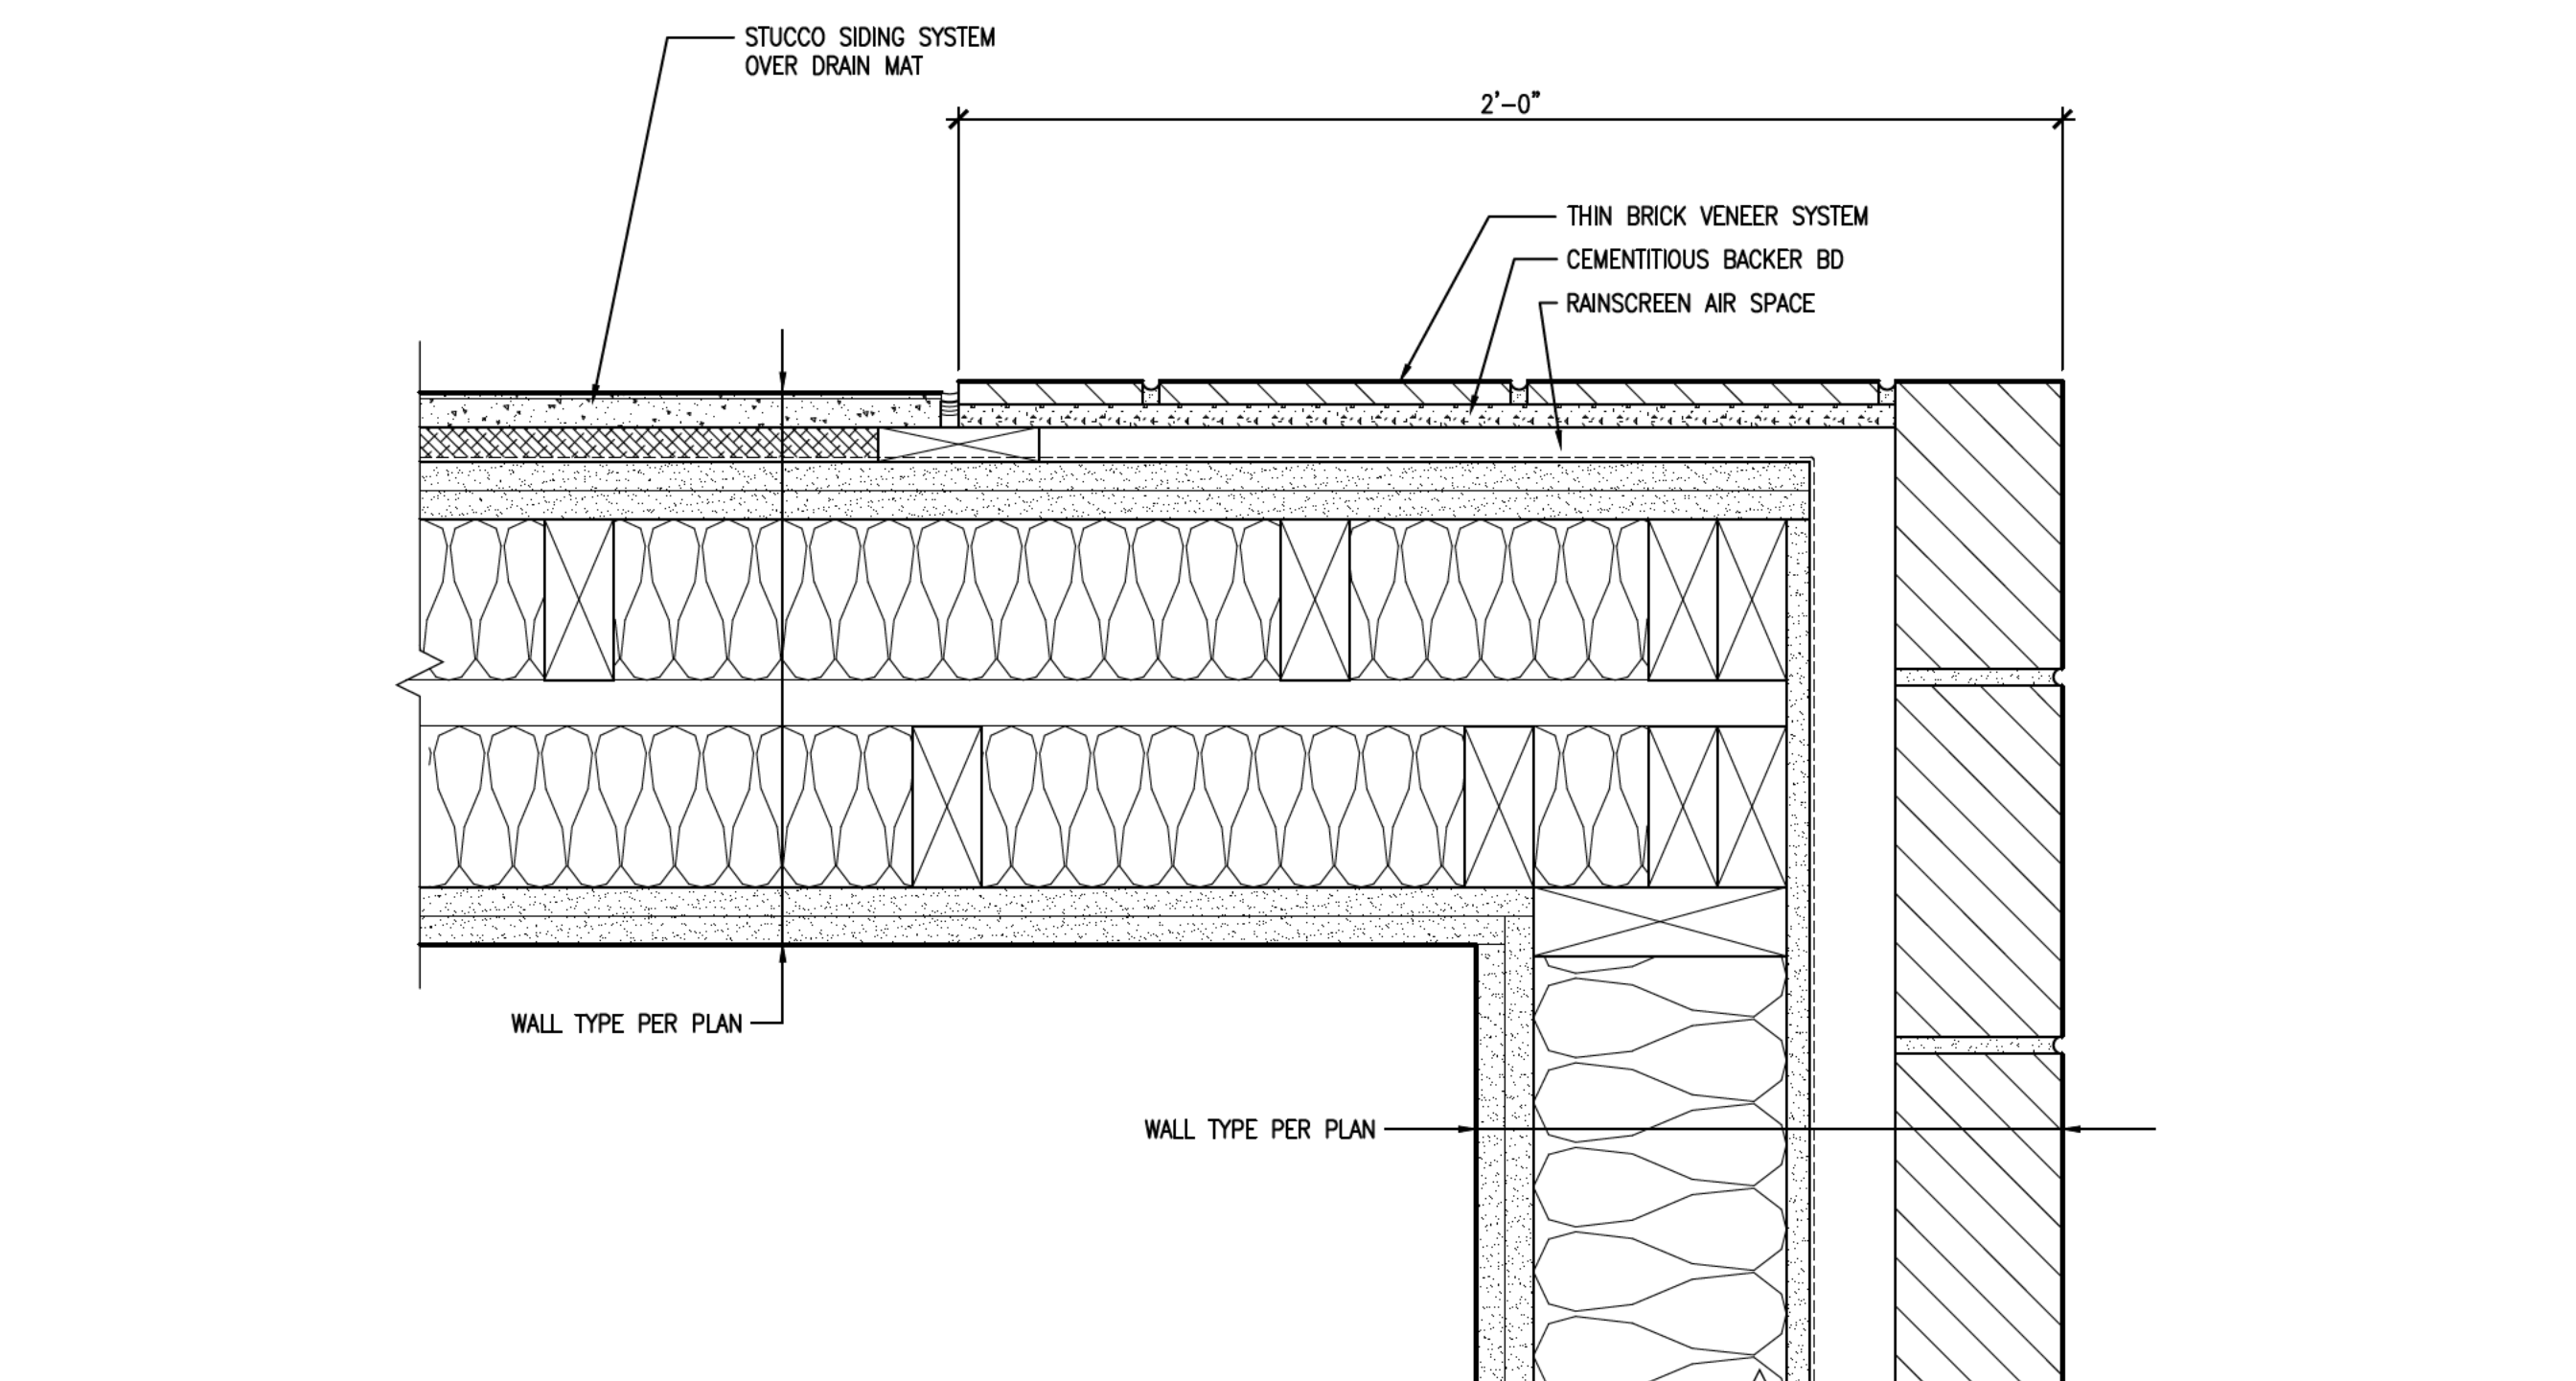 STUCCO SIDING SYSTEM
OVER DRAIN MAT
2'-0"
THIN BRICK VENEER SYSTEM
CEMENTITIOUS BACKER BD
RAINSCREEN AIR SPACE
WALL TYPE PER PLAN
WALL TYPE PER PLAN